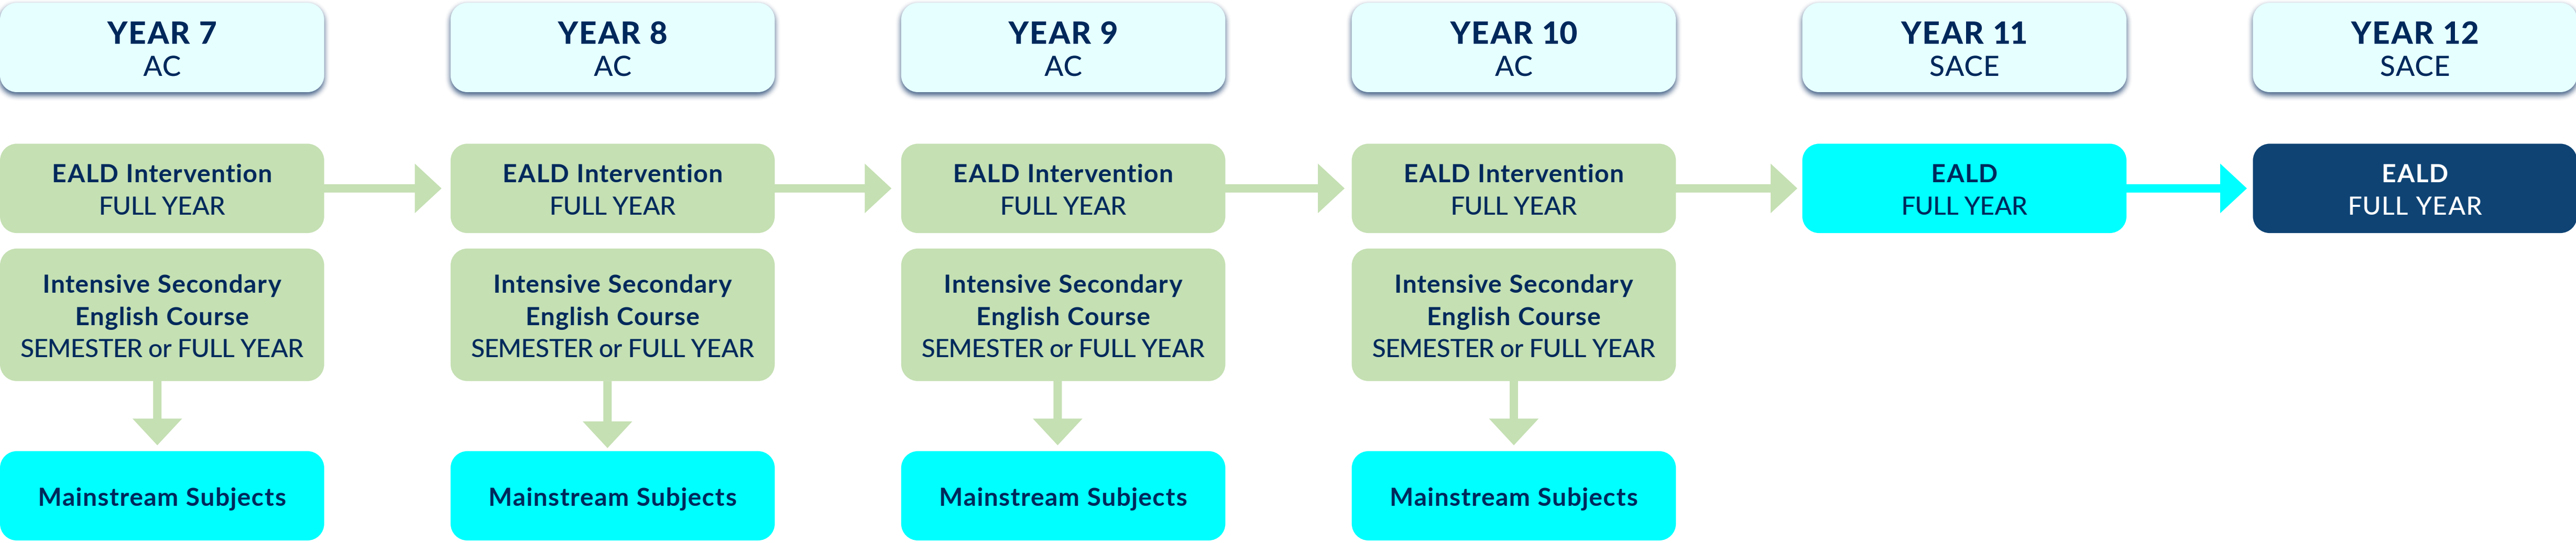 YEAR 7
AC
YEAR 8
AC
YEAR 9
AC
YEAR 10
AC
YEAR 11
SACE
YEAR 12
SACE
EALD Intervention
FULL YEAR
EALD Intervention
FULL YEAR
EALD Intervention
FULL YEAR
EALD Intervention
FULL YEAR
EALD
FULL YEAR
EALD
FULL YEAR
Intensive Secondary
English Course
SEMESTER or FULL YEAR
Intensive Secondary
English Course
SEMESTER or FULL YEAR
Intensive Secondary
English Course
SEMESTER or FULL YEAR
Intensive Secondary
English Course
SEMESTER or FULL YEAR
Mainstream Subjects
Mainstream Subjects
Mainstream Subjects
Mainstream Subjects